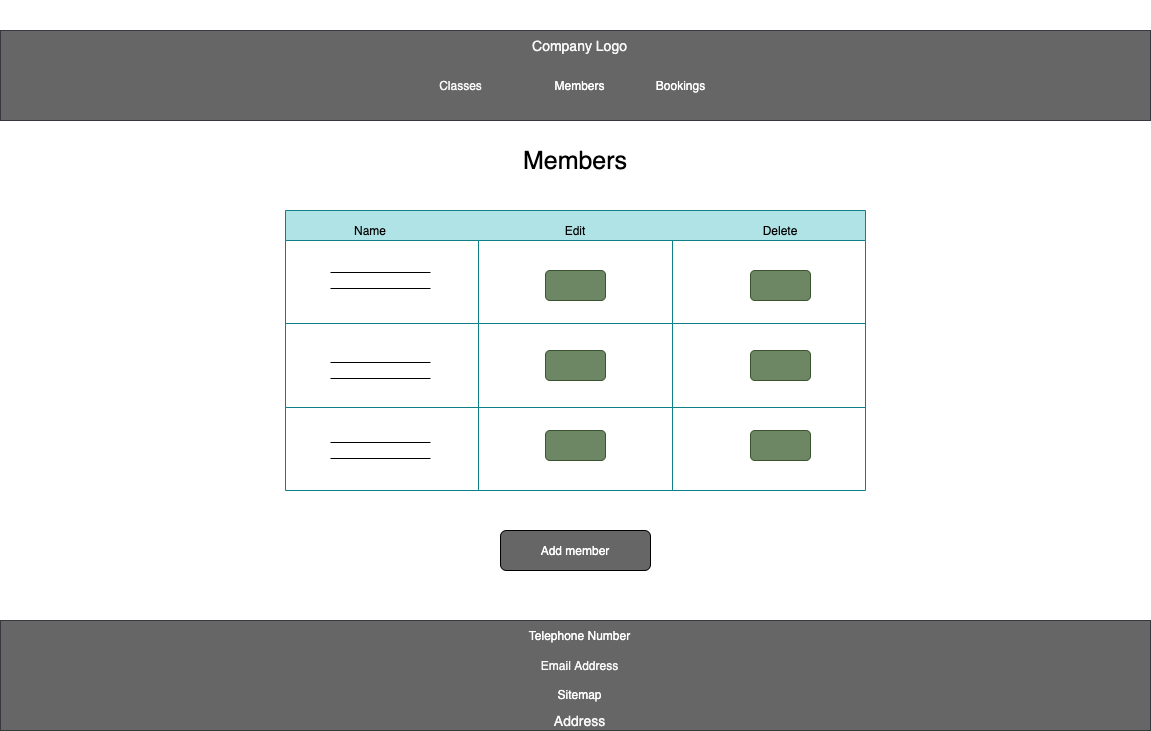 Company Logo
Classes Members Bookings
Members
Name Edit Delete
Add member
Telephone Number
Email Address
Sitemap
Address